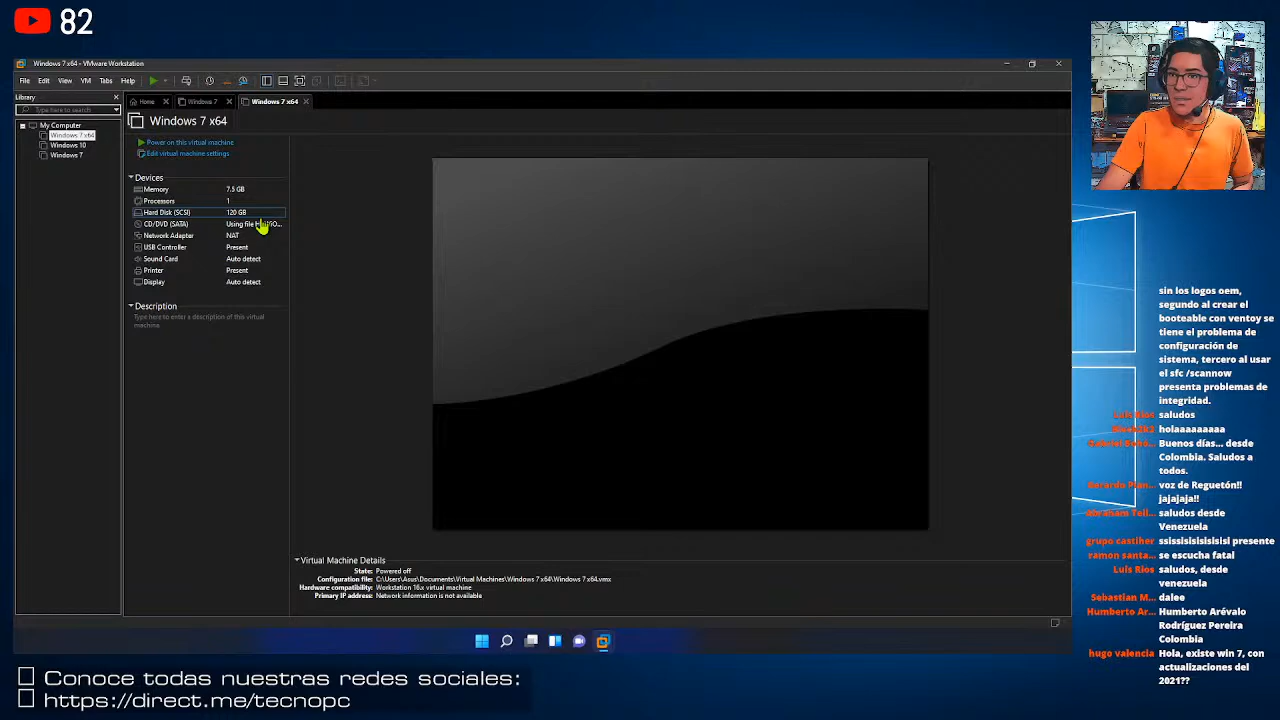 82
Windows 7 x64 - VMware Workstation
File Edit View VM Tabs Help
Library
Type here to search
My Computer
Windows 7 x64
Windows 10
Windows 7
Home
Windows 7
Windows 7 x64
Windows 7 x64
Power on this virtual machine
Edit virtual machine settings
Devices
Memory 7.5 GB
Processors 1
Hard Disk (SCSI) 120 GB
CD/DVD (SATA) Using file
Network Adapter NAT
USB Controller Present
Sound Card Auto detect
Printer Present
Display Auto detect
Description
Type here to enter a description of this virtual
machine.
Virtual Machine Details
State: Powered off
Configuration file: C:\Users\Asus\Documents\Virtual Machines\Windows 7 x64\Windows 7 x64.vmx
Hardware compatibility: Workstation 16.x virtual machine
Primary IP address: Network information is not available
sin los logos oem,
segundo al crear el
booteable con ventoy se
tiene el problema de
configuración de
sistema, tercero al usar
el sfc /scannow
presenta problemas de
integridad.
Luis Rios saludos
holaaaaaaaa
Buenos días... desde
Colombia. Saludos a
todos.
voz de Reguetón!!
jajajaja!!
Abraham Tell... saludos desde
Venezuela
grupo castiher ssissisisisisisi presente
ramon santa... se escucha fatal
Luis Rios saludos, desde
venezuela
Sebastian M... dalee
Humberto Ar... Humberto Arévalo
Rodríguez Pereira
Colombia
hugo valencia Hola, existe win 7, con
actualizaciones del
2021??
Conoce todas nuestras redes sociales:
https://direct.me/tecnopc